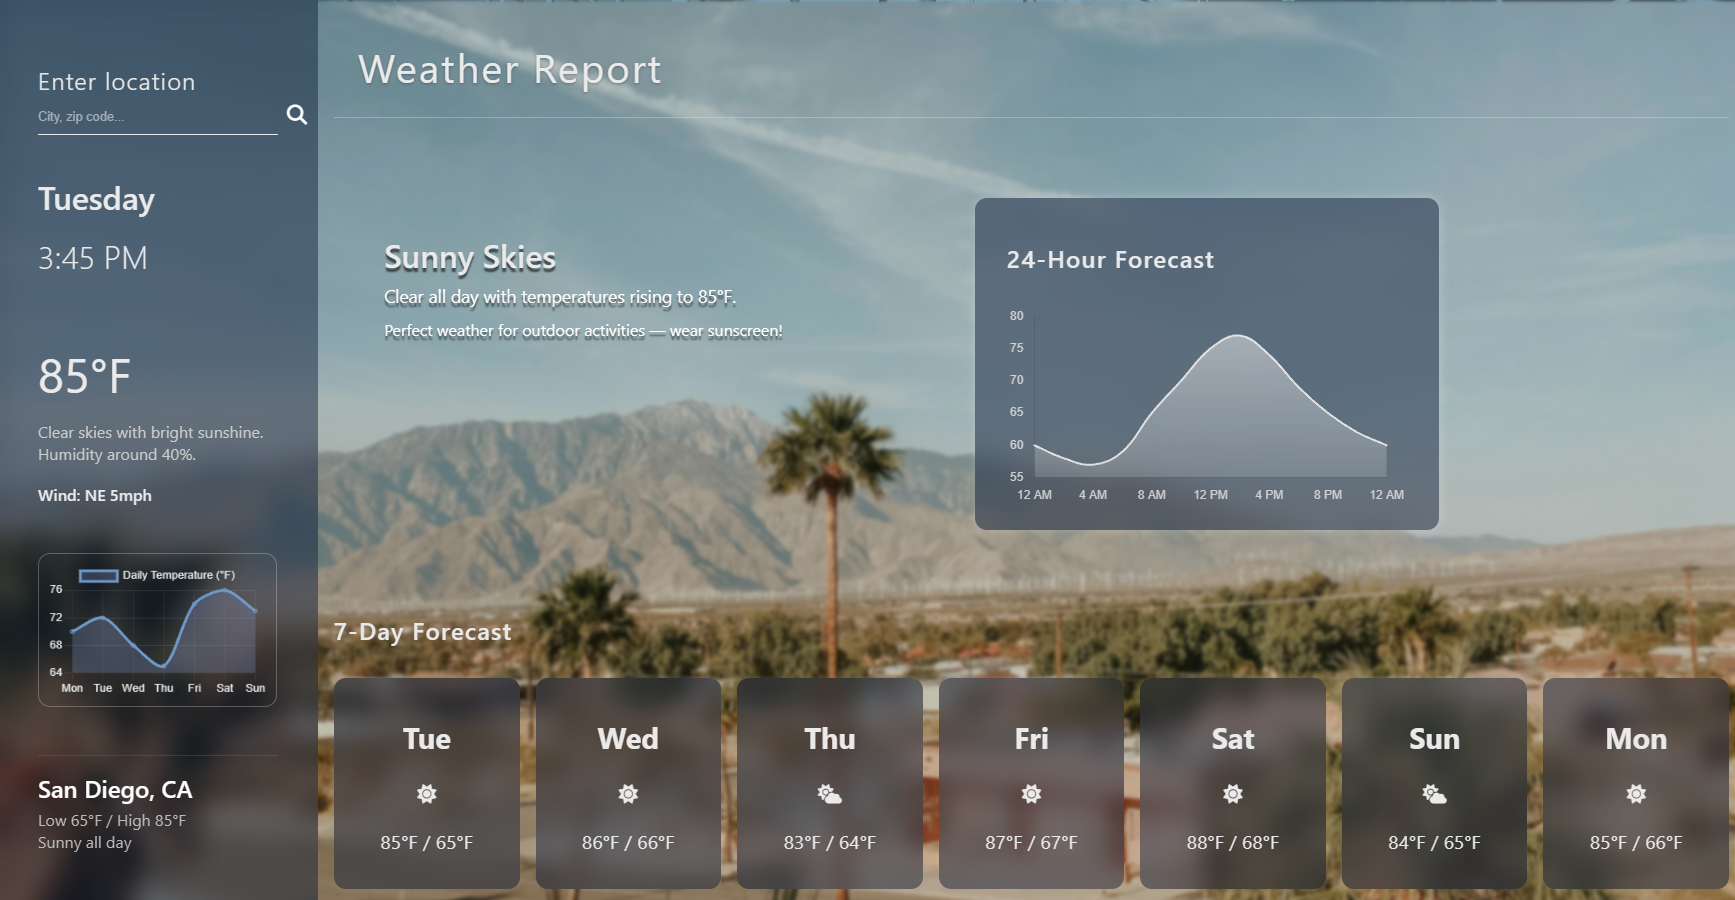 Enter location
City, zip code...
Tuesday
3:45 PM
85°F
Clear skies with bright sunshine.
Humidity around 40%.
Wind: NE 5mph
Daily Temperature (°F)
76
72
68
64
Mon Tue Wed Thu Fri Sat Sun
San Diego, CA
Low 65°F / High 85°F
Sunny all day
Weather Report
Sunny Skies
Clear all day with temperatures rising to 85°F.
Perfect weather for outdoor activities — wear sunscreen!
24-Hour Forecast
80
75
70
65
60
55
12 AM 4 AM 8 AM 12 PM 4 PM 8 PM 12 AM
7-Day Forecast
Tue
85°F / 65°F
Wed
86°F / 66°F
Thu
83°F / 64°F
Fri
87°F / 67°F
Sat
88°F / 68°F
Sun
84°F / 65°F
Mon
85°F / 66°F